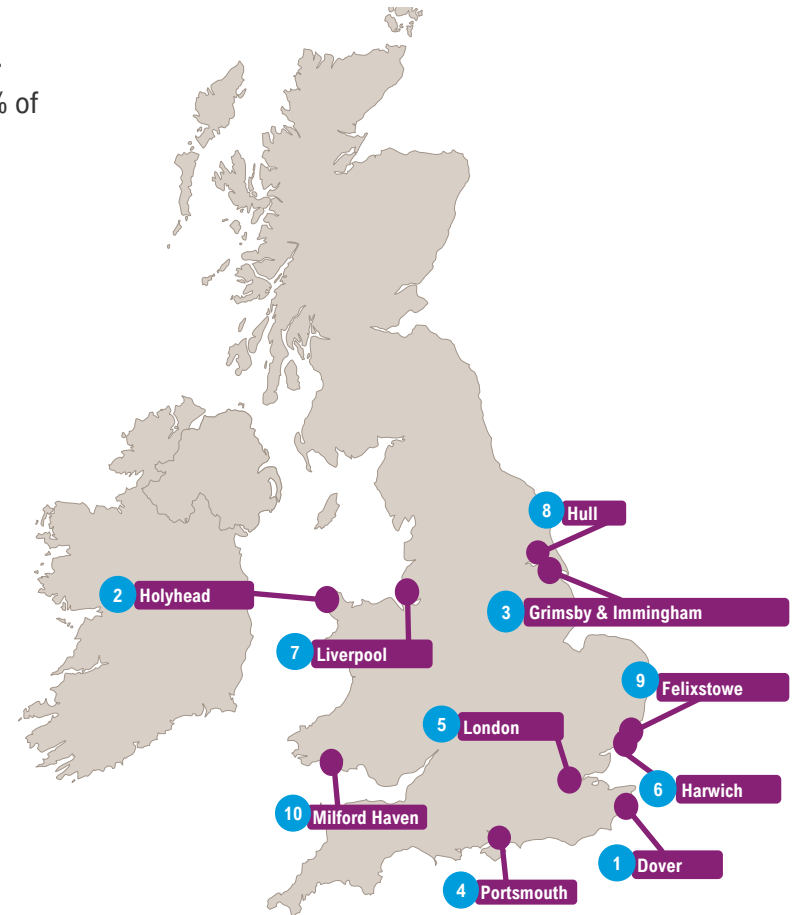 % of
8 Hull
2 Holyhead
3 Grimsby & Immingham
7 Liverpool
9 Felixstowe
5 London
6 Harwich
10 Milford Haven
1 Dover
4 Portsmouth